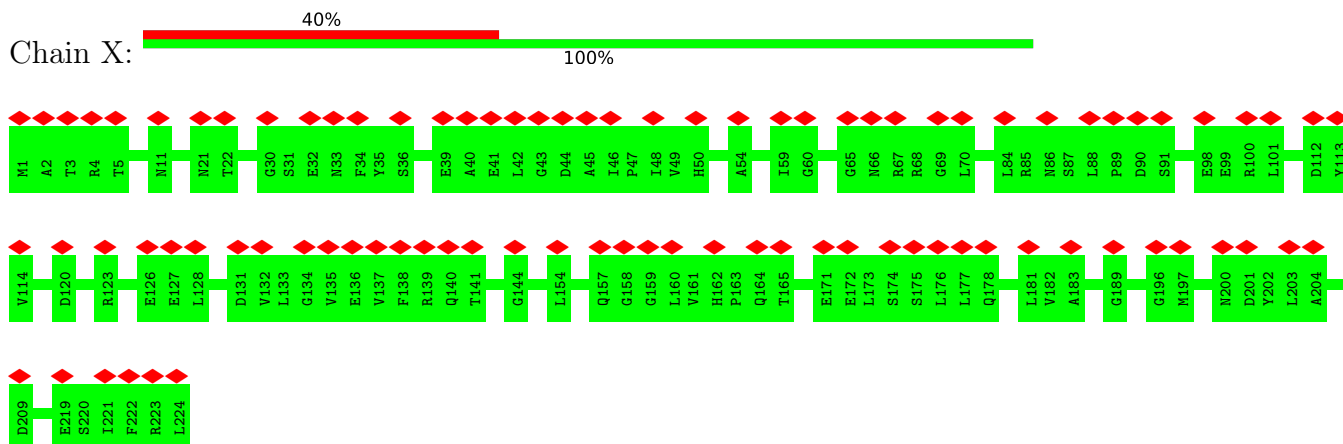 40%
Chain X:
100%
M1 A2 T3 R4 T5 N11 N21 T22 G30 S31 E32 N33 F34 Y35 S36 E39 A40 E41 L42 G43 D44 A45 I46 P47 I48 V49 H50 A54 I59 G60 G65 N66 R67 R68 G69 L70 L84 R85 N86 S87 L88 P89 D90 S91 E98 E99 R100 L101 D112 Y113
V114 D120 R123 E126 E127 L128 D131 V132 L133 G134 V135 E136 V137 F138 R139 Q140 T141 G144 L154 Q157 G158 G159 L160 V161 H162 P163 Q164 T165 E171 E172 L173 S174 S175 L176 L177 Q178 L181 V182 A183 G189 G196 M197 N200 D201 Y202 L203 A204
D209 E219 S220 I221 F222 R223 L224